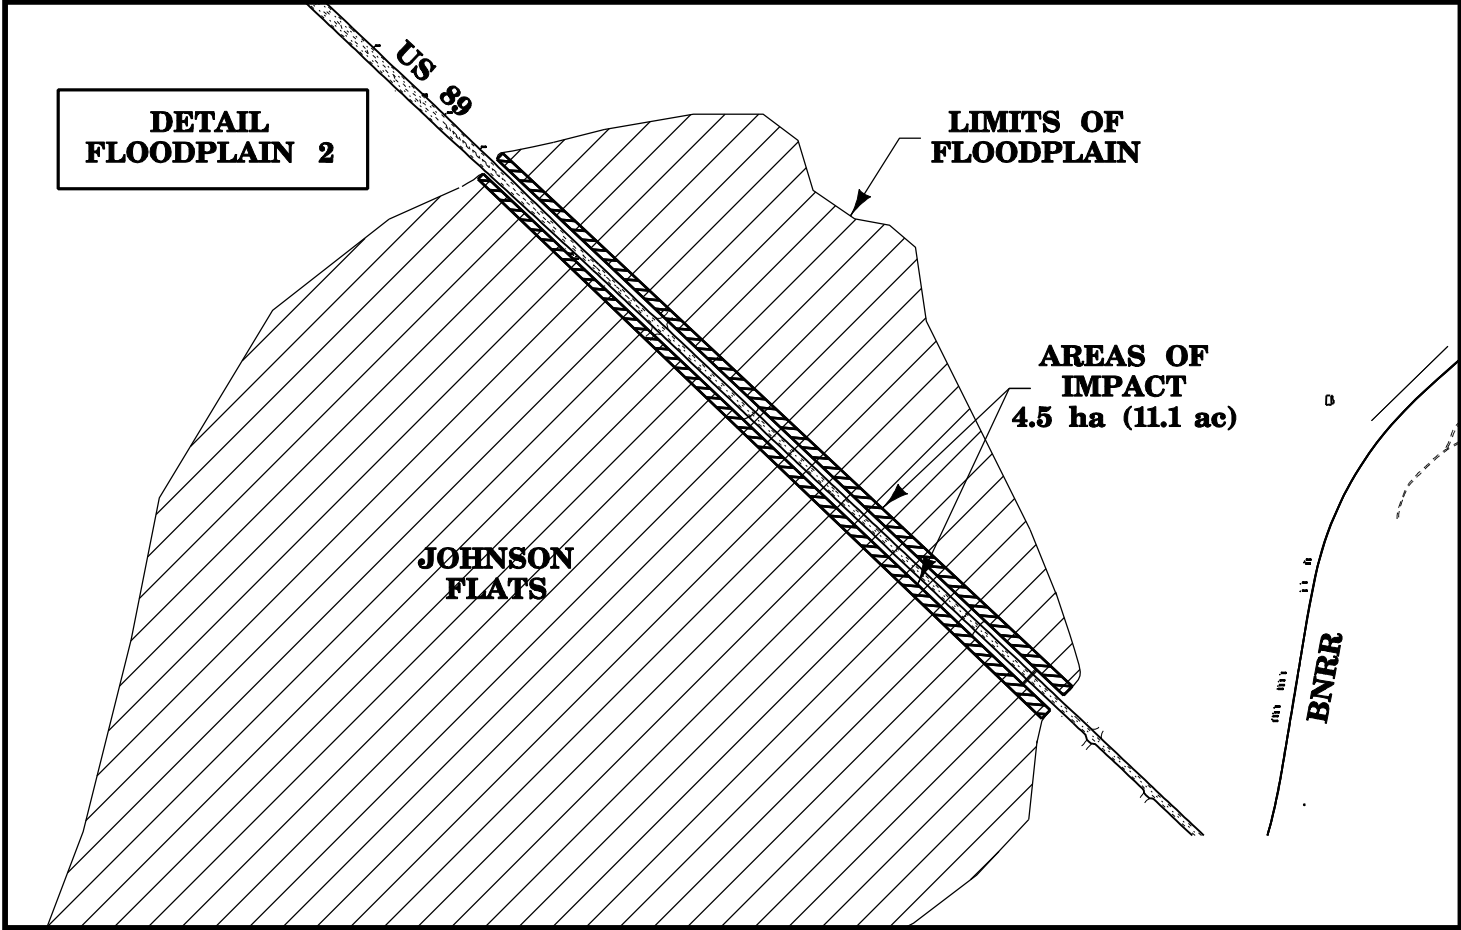 US 89
DETAIL
FLOODPLAIN 2
LIMITS OF
FLOODPLAIN
AREAS OF
IMPACT
4.5 ha (11.1 ac)
JOHNSON
FLATS
BNRR